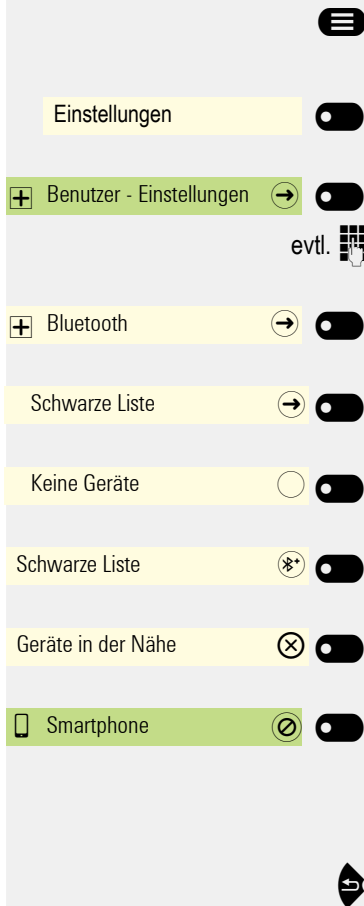 Einstellungen
Benutzer - Einstellungen
evtl.
Bluetooth
Schwarze Liste
Keine Geräte
Schwarze Liste
Geräte in der Nähe
Smartphone